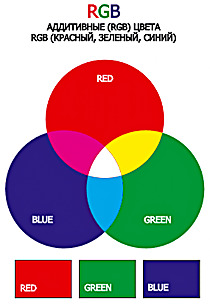 RGB
АДДИТИВНЫЕ (RGB) ЦВЕТА
RGB (КРАСНЫЙ, ЗЕЛЕНЫЙ, СИНИЙ)
RED
BLUE
GREEN
RED
GREEN
BLUE